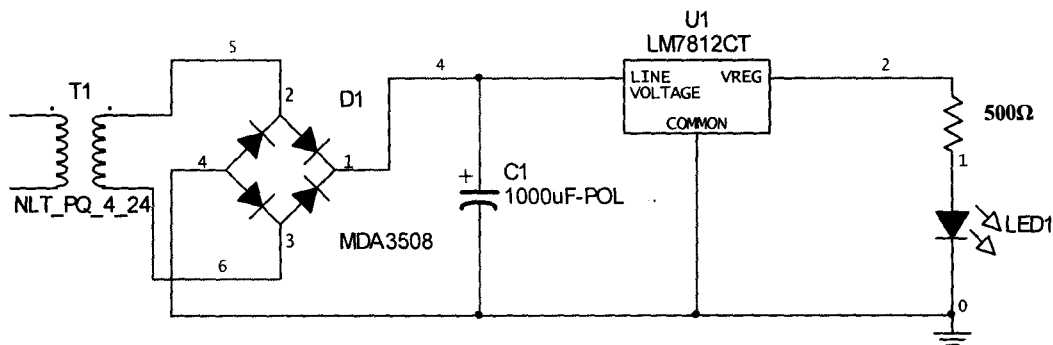 U1
LM7812CT
5
4
2
T1
2
D1
LINE VREG
VOLTAGE
COMMON
500Ω
4
1
1
+
C1
1000uF-POL
NLT_PQ_4_24
LED1
3
MDA3508
6
0